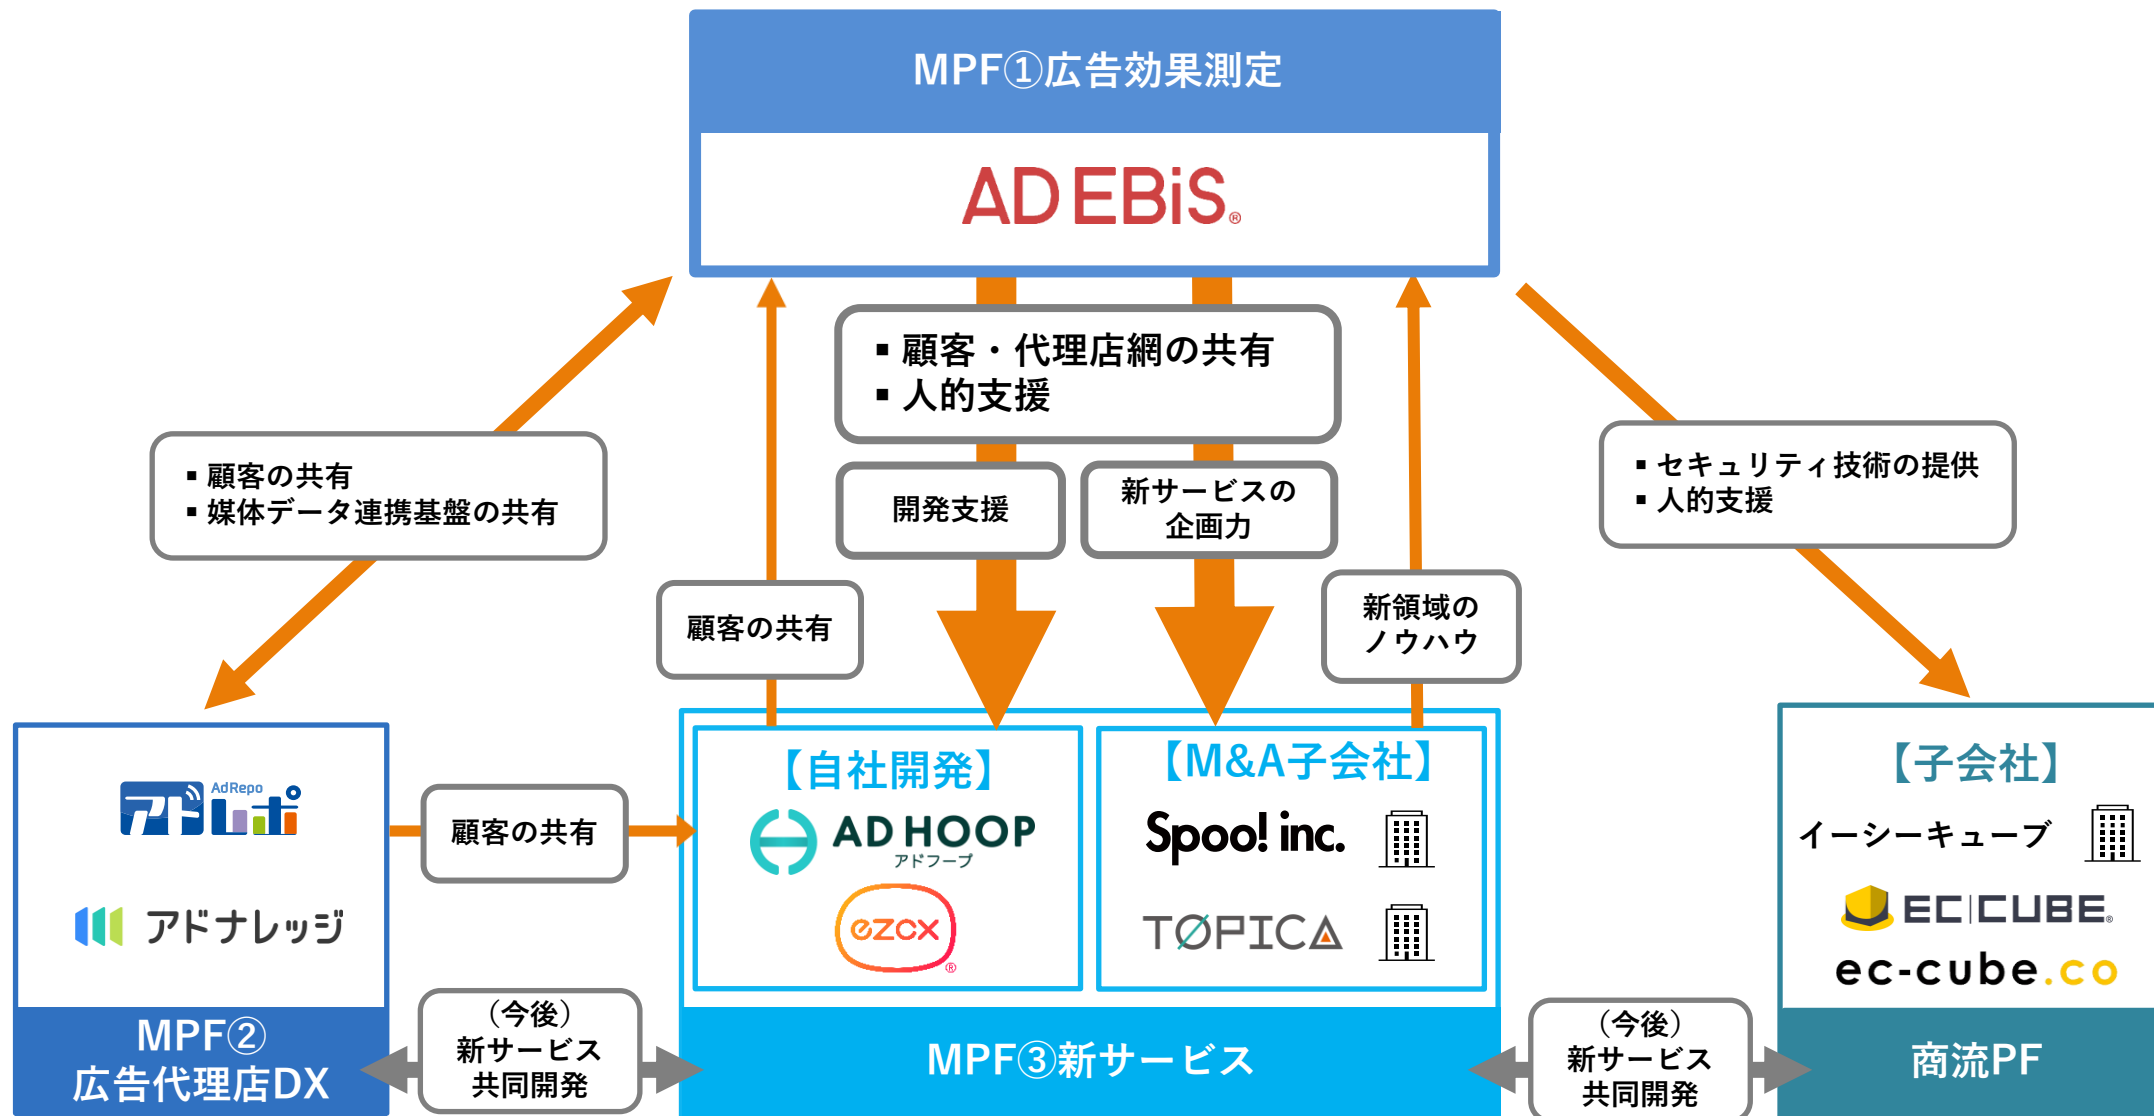 MPF①広告効果測定
AD EBiS®
▪ 顧客・代理店網の共有
▪ 人的支援
▪ 顧客の共有
▪ 媒体データ連携基盤の共有
開発支援
新サービスの
企画力
▪ セキュリティ技術の提供
▪ 人的支援
顧客の共有
新領域の
ノウハウ
アドレポ AdRepo
アドナレッジ
MPF②
広告代理店DX
顧客の共有
【自社開発】
AD HOOP
アドフープ
ezcx®
【M&A子会社】
Spoo! inc.
TOPICA
MPF③新サービス
【子会社】
イーシーキューブ
EC CUBE®
ec-cube.co
商流PF
（今後）
新サービス
共同開発
（今後）
新サービス
共同開発